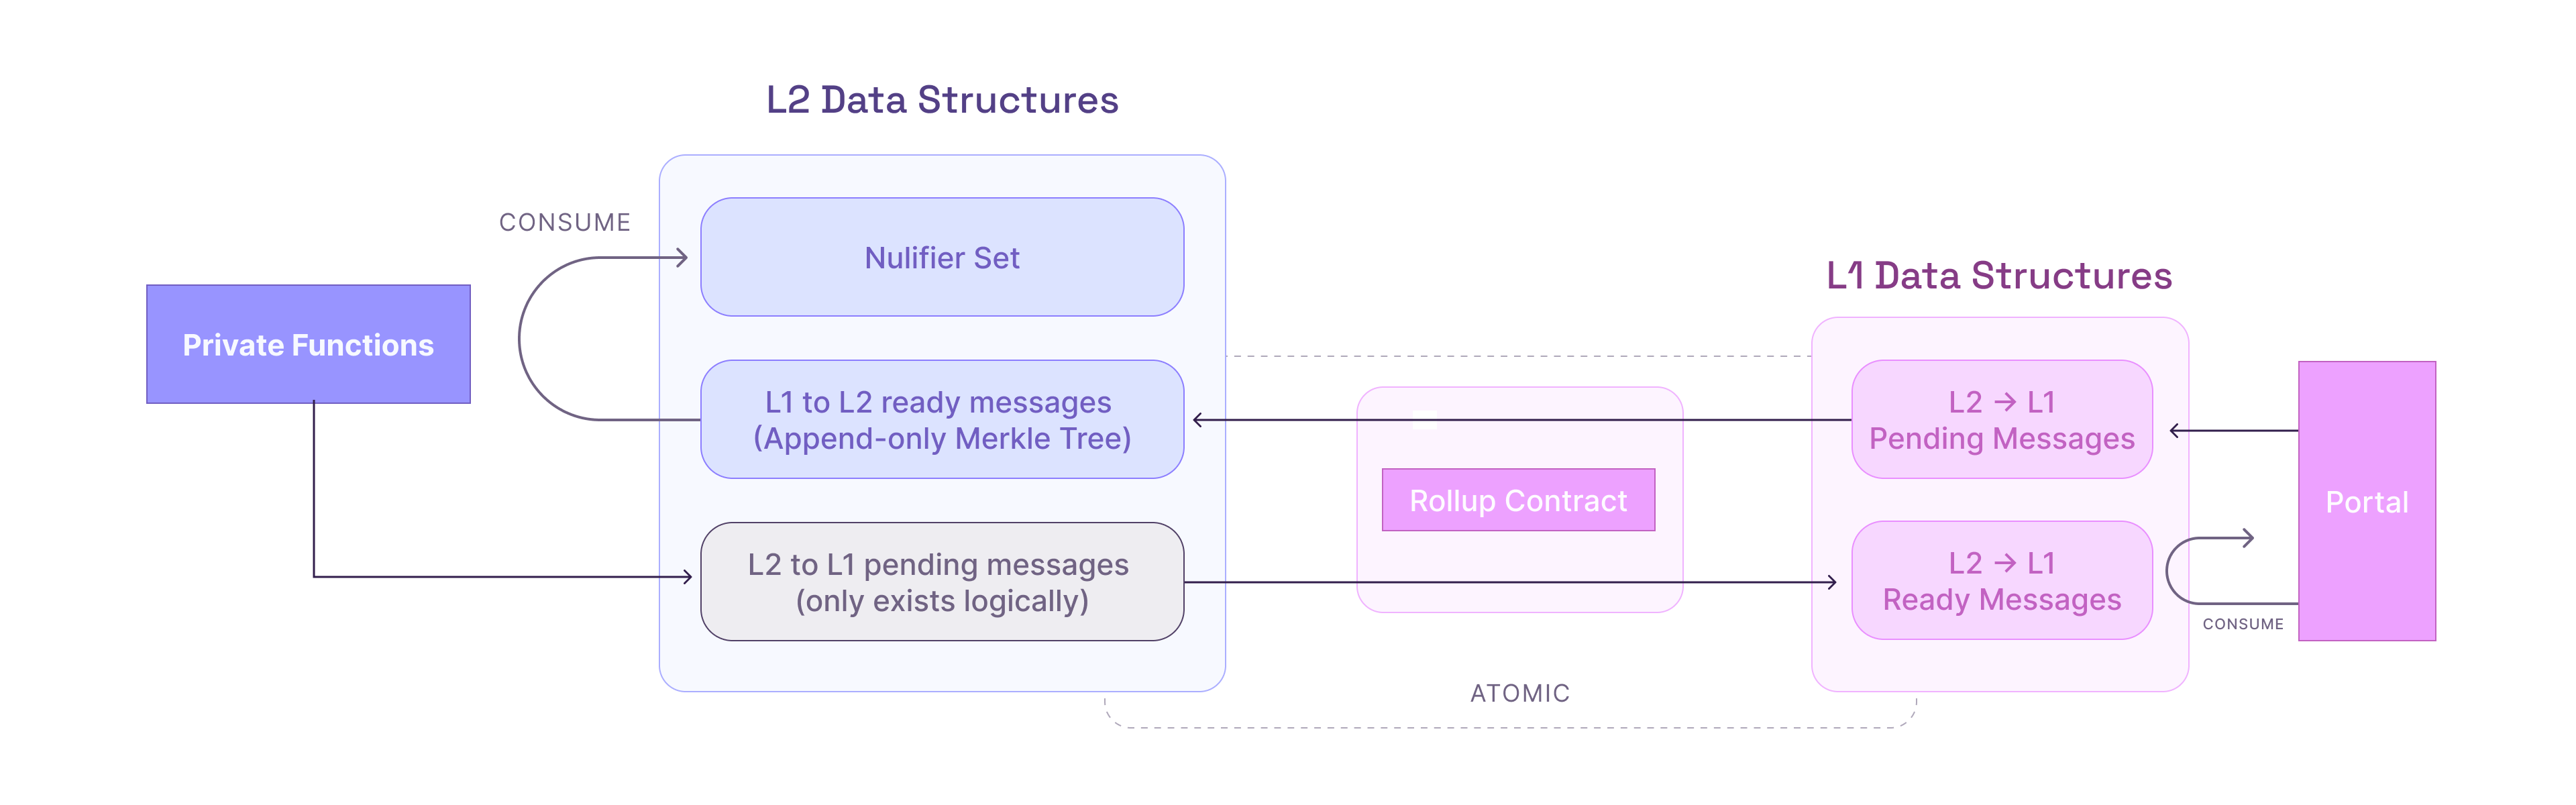 L2 Data Structures
CONSUME
Nulifier Set
Private Functions
L1 to L2 ready messages
(Append-only Merkle Tree)
L2 to L1 pending messages
(only exists logically)
Rollup Contract
ATOMIC
L1 Data Structures
L2 → L1
Pending Messages
L2 → L1
Ready Messages
CONSUME
Portal